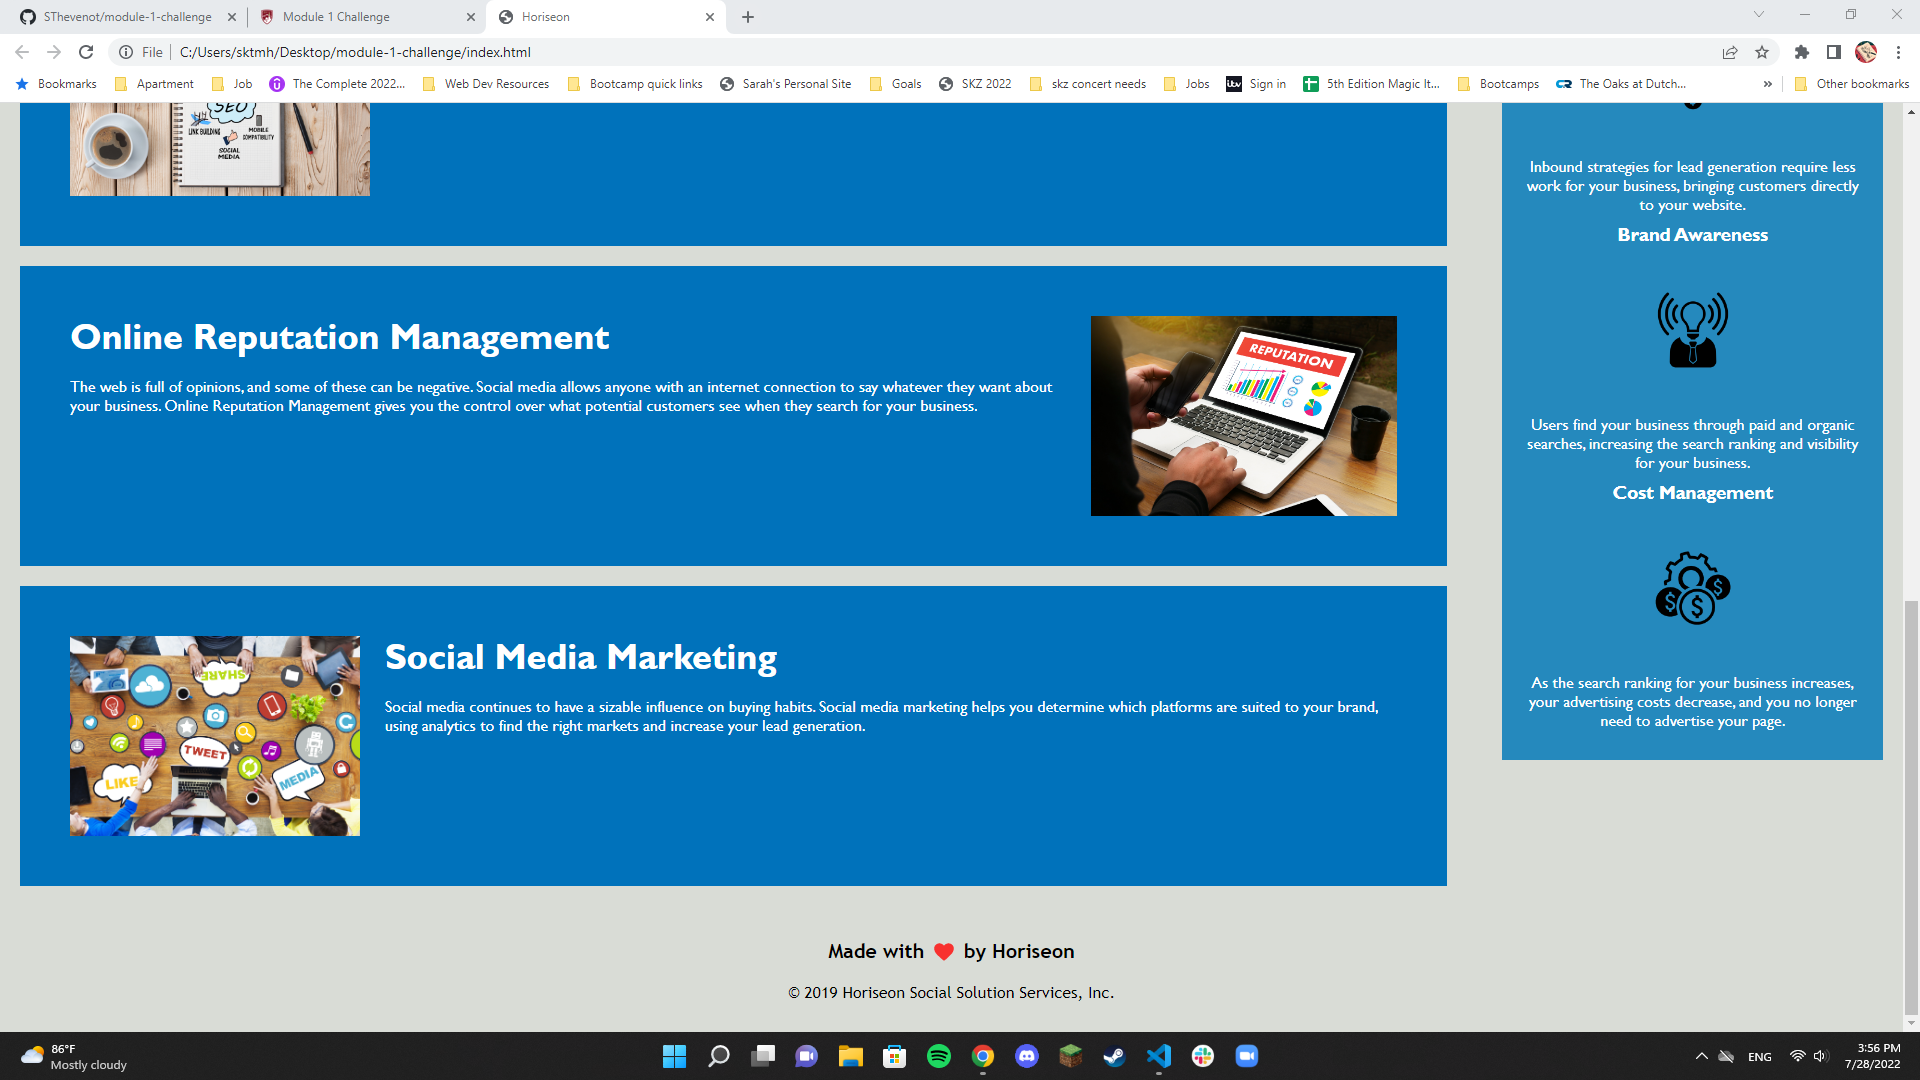 SThevenot/module-1-challenge
Module 1 Challenge
Horiseon
File
C:/Users/sktmh/Desktop/module-1-challenge/index.html
Bookmarks
Apartment
Job
The Complete 2022...
Web Dev Resources
Bootcamp quick links
Sarah's Personal Site
Goals
SKZ 2022
skz concert needs
Jobs
itv
Sign in
5th Edition Magic It...
Bootcamps
CR
The Oaks at Dutch...
»
Other bookmarks
SEO
LINK BUILDING
MOBILE
COMPATIBILITY
SOCIAL
MEDIA
Online Reputation Management
The web is full of opinions, and some of these can be negative. Social media allows anyone with an internet connection to say whatever they want about
your business. Online Reputation Management gives you the control over what potential customers see when they search for your business.
REPUTATION
SHARE
TWEET
LIKE
MEDIA
Social Media Marketing
Social media continues to have a sizable influence on buying habits. Social media marketing helps you determine which platforms are suited to your brand,
using analytics to find the right markets and increase your lead generation.
Inbound strategies for lead generation require less
work for your business, bringing customers directly
to your website.
Brand Awareness
Users find your business through paid and organic
searches, increasing the search ranking and visibility
for your business.
Cost Management
$ $ $
As the search ranking for your business increases,
your advertising costs decrease, and you no longer
need to advertise your page.
Made with ❤ by Horiseon
© 2019 Horiseon Social Solution Services, Inc.
86°F
Mostly cloudy
ENG
3:56 PM
7/28/2022